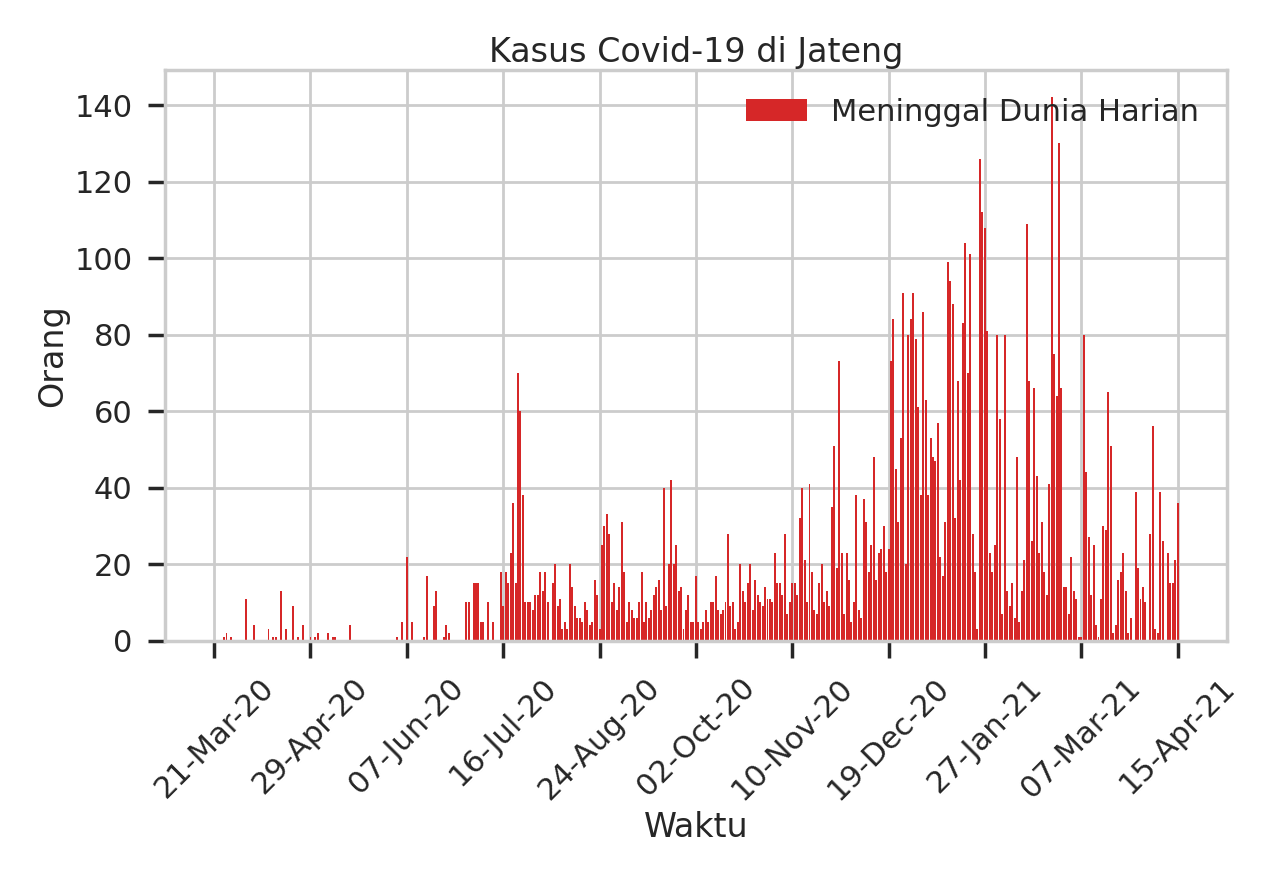 Kasus Covid-19 di Jateng
Meninggal Dunia Harian
Orang
140
120
100
80
60
40
20
0
21-Mar-20
29-Apr-20
07-Jun-20
16-Jul-20
24-Aug-20
02-Oct-20
10-Nov-20
19-Dec-20
27-Jan-21
07-Mar-21
15-Apr-21
Waktu